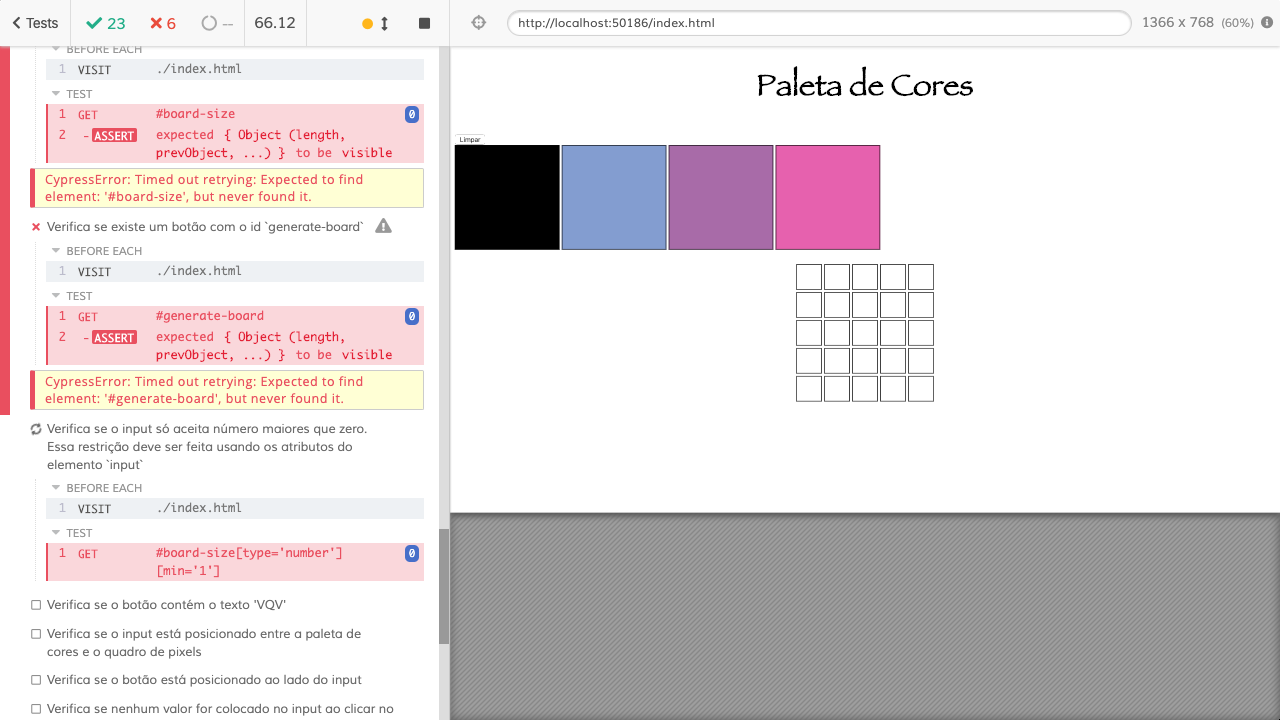 Tests 23 6 -- 66.12 http://localhost:50186/index.html 1366 x 768 (60%)
BEFORE EACH
1 VISIT ./index.html
TEST
1 GET #board-size 0
2 - ASSERT expected { Object (length,
prevObject, ...) } to be visible
CypressError: Timed out retrying: Expected to find
element: '#board-size', but never found it.
Verifica se existe um botão com o id `generate-board`
BEFORE EACH
1 VISIT ./index.html
TEST
1 GET #generate-board 0
2 - ASSERT expected { Object (length,
prevObject, ...) } to be visible
CypressError: Timed out retrying: Expected to find
element: '#generate-board', but never found it.
Verifica se o input só aceita número maiores que zero.
Essa restrição deve ser feita usando os atributos do
elemento `input`
BEFORE EACH
1 VISIT ./index.html
TEST
1 GET #board-size[type='number'] 0
[min='1']
Verifica se o botão contém o texto 'VQV'
Verifica se o input está posicionado entre a paleta de
cores e o quadro de pixels
Verifica se o botão está posicionado ao lado do input
Verifica se nenhum valor for colocado no input ao clicar no
Paleta de Cores
Limpar